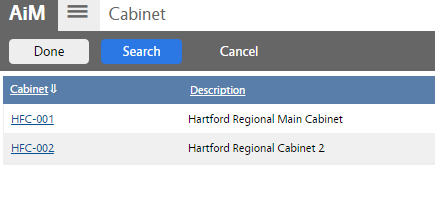 AiM Cabinet
Done Search Cancel
Cabinet⇓ Description
HFC-001 Hartford Regional Main Cabinet
HFC-002 Hartford Regional Cabinet 2